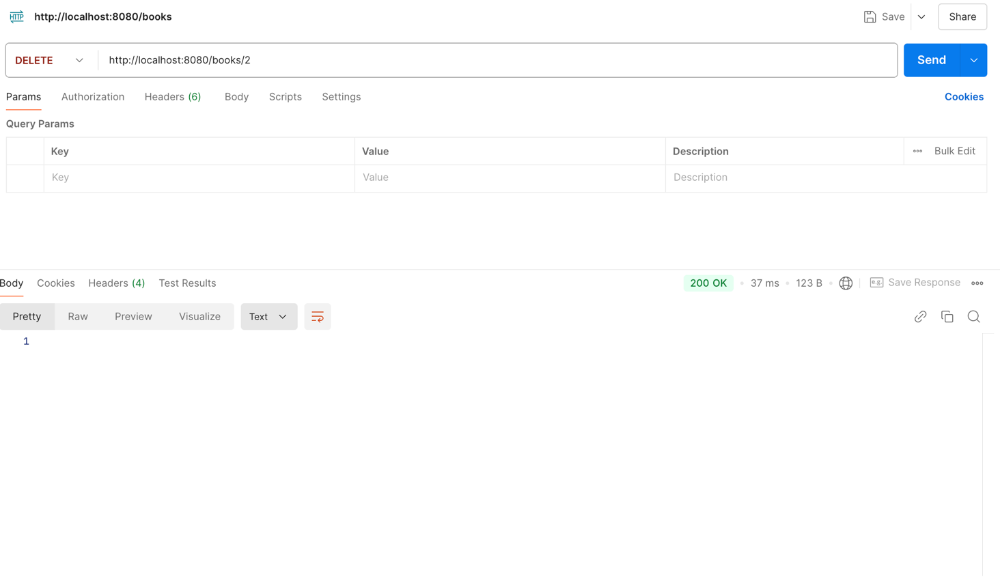 HTTP http://localhost:8080/books Save Share
DELETE http://localhost:8080/books/2 Send
Params Authorization Headers (6) Body Scripts Settings Cookies
Query Params
Key Value Description Bulk Edit
Key Value Description
Body Cookies Headers (4) Test Results 200 OK 37 ms 123 B e.g. Save Response
Pretty Raw Preview Visualize Text
1